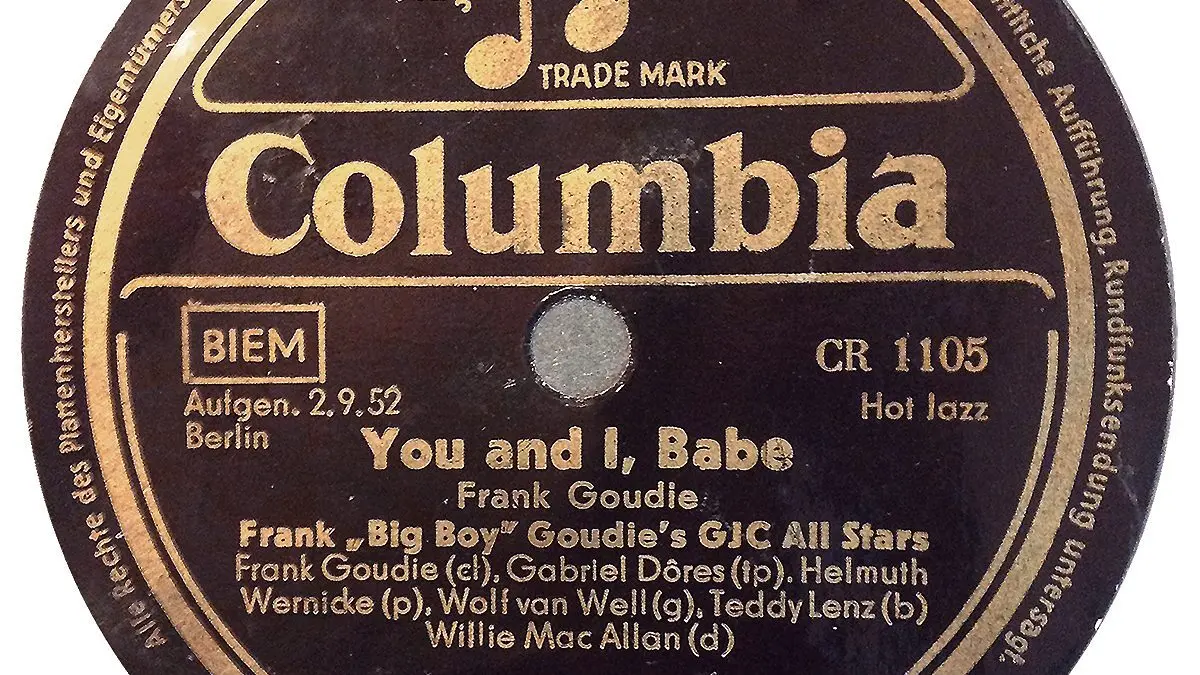 TRADE MARK
Columbia
BIEM
CR 1105
Aufgen. 2.9.52
Hot Jazz
Berlin
You and I, Babe
Frank Goudie
Frank „Big Boy” Goudie's GJC All Stars
Frank Goudie (cl), Gabriel Dôres (tp). Helmuth
Wernicke (p), Wolf van Well (g), Teddy Lenz (b)
Willie Mac Allan (d)
Alle Rechte des Plattenherstellers und Eigentümers
Aufführung, Rundfunksendung untersagt.